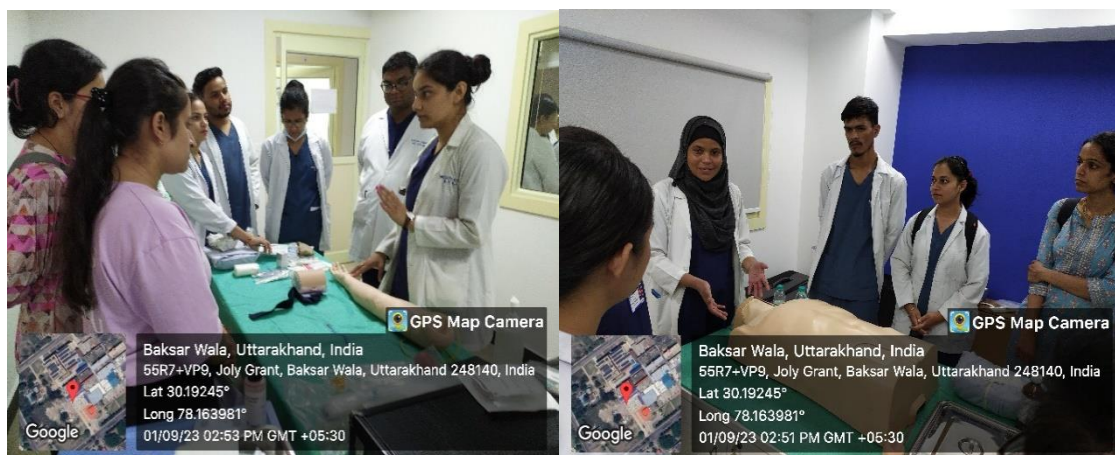 GPS Map Camera
Baksar Wala, Uttarakhand, India
55R7+VP9, Joly Grant, Baksar Wala, Uttarakhand 248140, India
Lat 30.19245°
Long 78.163981°
01/09/23 02:53 PM GMT +05:30
Google
GPS Map Camera
Baksar Wala, Uttarakhand, India
55R7+VP9, Joly Grant, Baksar Wala, Uttarakhand 248140, India
Lat 30.19245°
Long 78.163981°
01/09/23 02:51 PM GMT +05:30
Google